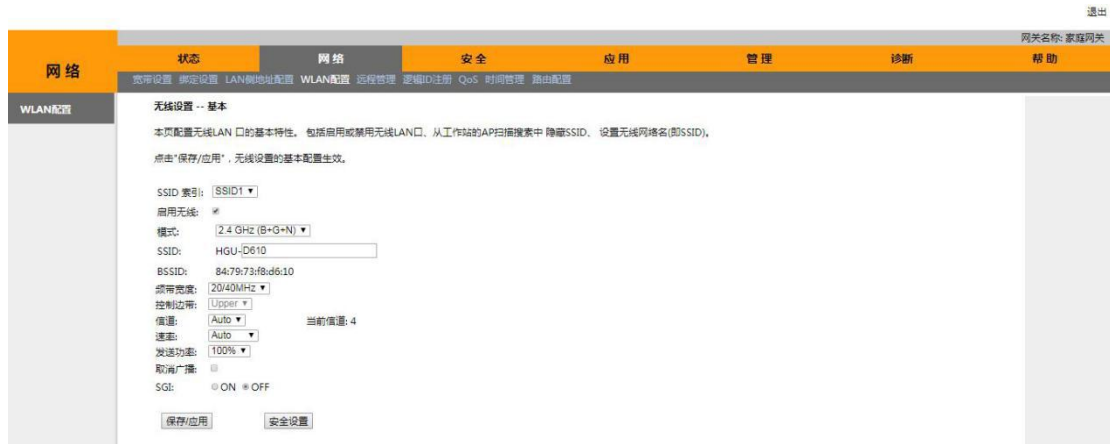 退出
网关名称: 家庭网关
网络
状态 网络 安全 应用 管理 诊断 帮助
宽带设置 绑定设置 LAN侧地址配置 WLAN配置 远程管理 逻辑ID注册 QoS 时间管理 路由配置
WLAN配置
无线设置 -- 基本
本页配置无线LAN 口的基本特性。 包括启用或禁用无线LAN口、从工作站的AP扫描搜索中 隐藏SSID、 设置无线网络名(即SSID)。
点击"保存/应用"，无线设置的基本配置生效。
SSID 索引: SSID1
启用无线:
模式: 2.4 GHz (B+G+N)
SSID: HGU-D610
BSSID: 84:79:73:f8:d6:10
频带宽度: 20/40MHz
控制边带: Upper
信道: Auto 当前信道: 4
速率: Auto
发送功率: 100%
取消广播:
SGI: ON OFF
保存/应用 安全设置